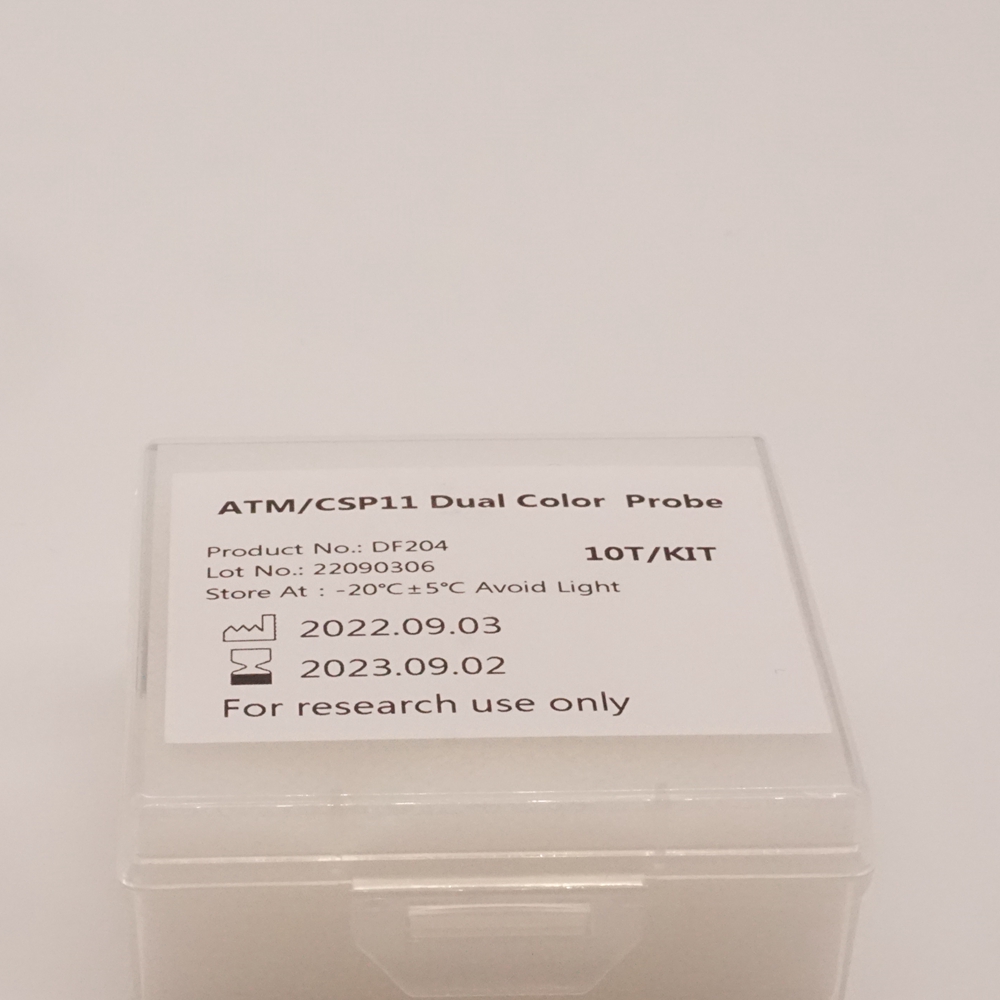 ATM/CSP11 Dual Color Probe
Product No.: DF204
10T/KIT
Lot No.: 22090306
Store At : -20°C±5°C Avoid Light
2022.09.03
2023.09.02
For research use only